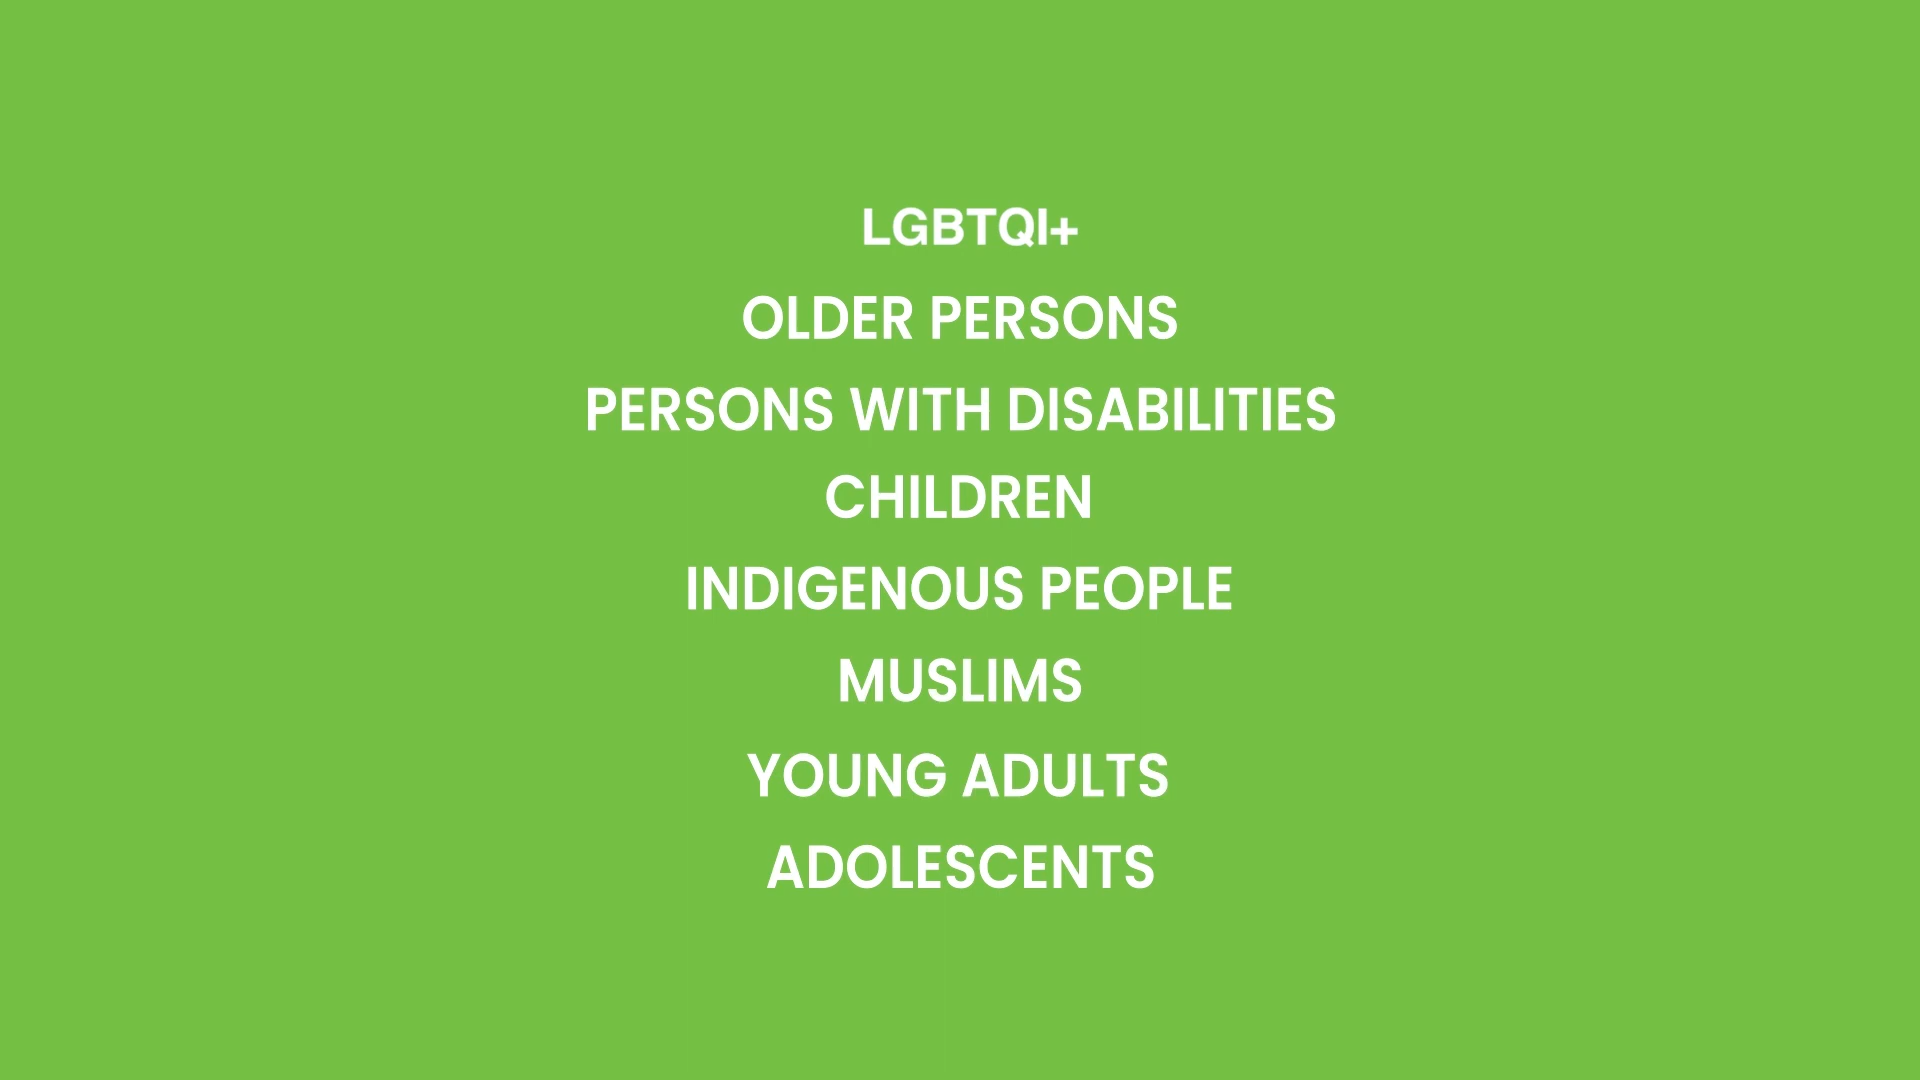 LGBTQI+
OLDER PERSONS
PERSONS WITH DISABILITIES
CHILDREN
INDIGENOUS PEOPLE
MUSLIMS
YOUNG ADULTS
ADOLESCENTS